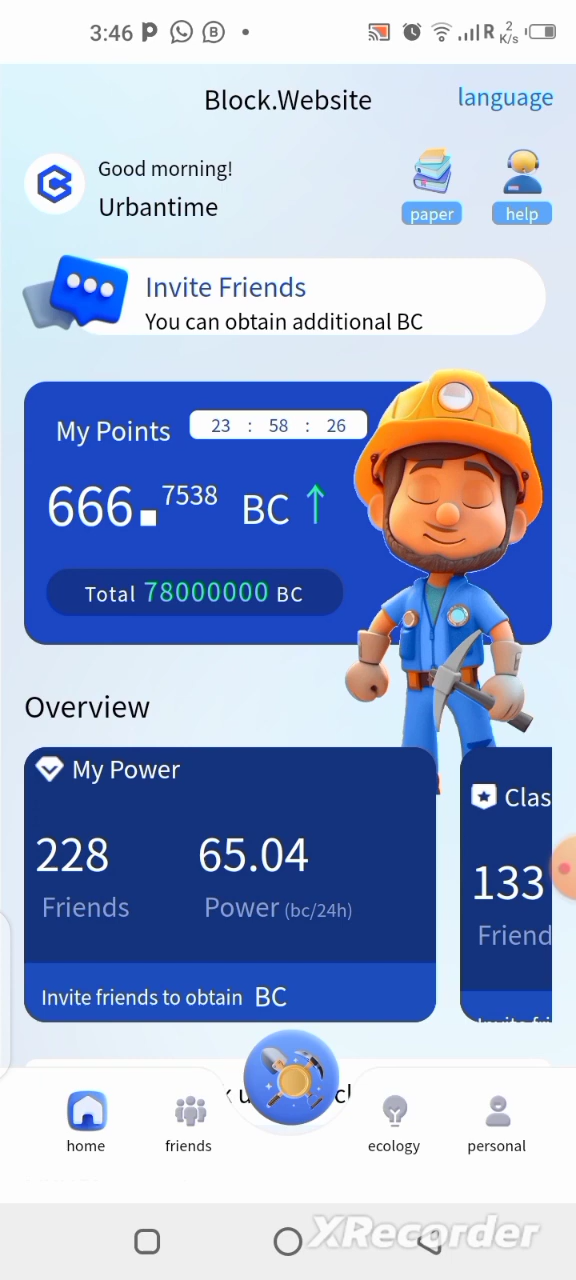 3:46
2 K/s
R
Block.Website
language
Good morning!
Urbantime
paper
help
Invite Friends
You can obtain additional BC
My Points
23 : 58 : 26
666.7538 BC ↑
Total 78000000 BC
Overview
My Power
Clas
228
65.04
133
Friends
Power (bc/24h)
Friend
Invite friends to obtain BC
home
friends
ecology
personal
XRecorder